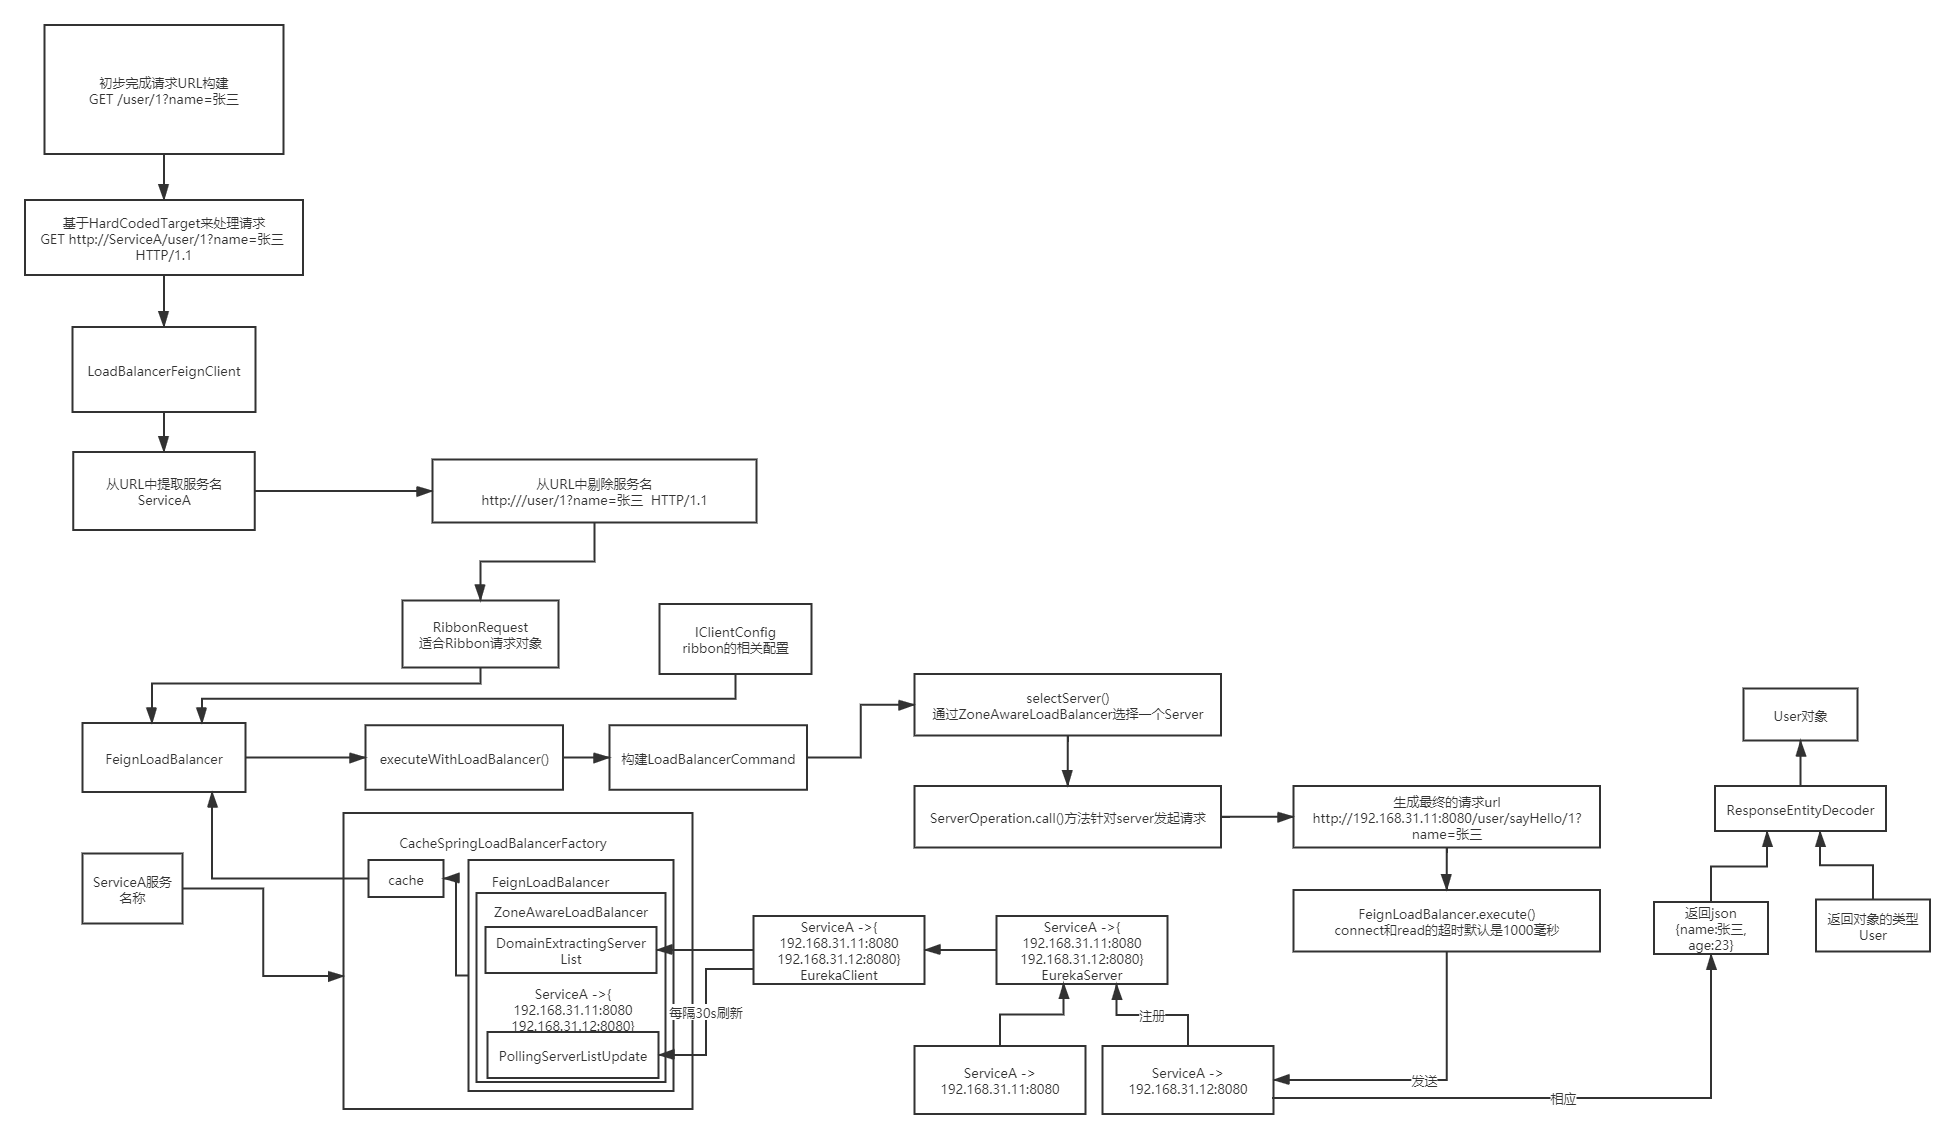 初步完成请求URL构建
GET /user/1?name=张三
基于HardCodedTarget来处理请求
GET http://ServiceA/user/1?name=张三
HTTP/1.1
LoadBalancerFeignClient
从URL中提取服务名
ServiceA
从URL中剔除服务名
http:///user/1?name=张三  HTTP/1.1
RibbonRequest
适合Ribbon请求对象
IClientConfig
ribbon的相关配置
FeignLoadBalancer
executeWithLoadBalancer()
构建LoadBalancerCommand
selectServer()
通过ZoneAwareLoadBalancer选择一个Server
ServerOperation.call()方法针对server发起请求
生成最终的请求url
http://192.168.31.11:8080/user/sayHello/1?
name=张三
FeignLoadBalancer.execute()
connect和read的超时默认是1000毫秒
User对象
ResponseEntityDecoder
返回json
{name:张三,
age:23}
返回对象的类型
User
ServiceA服务
名称
CacheSpringLoadBalancerFactory
cache
FeignLoadBalancer
ZoneAwareLoadBalancer
DomainExtractingServer
List
ServiceA ->{
192.168.31.11:8080
192.168.31.12:8080}
PollingServerListUpdate
每隔30s刷新
ServiceA ->{
192.168.31.11:8080
192.168.31.12:8080}
EurekaClient
ServiceA ->{
192.168.31.11:8080
192.168.31.12:8080}
EurekaServer
注册
ServiceA ->
192.168.31.11:8080
ServiceA ->
192.168.31.12:8080
发送
相应